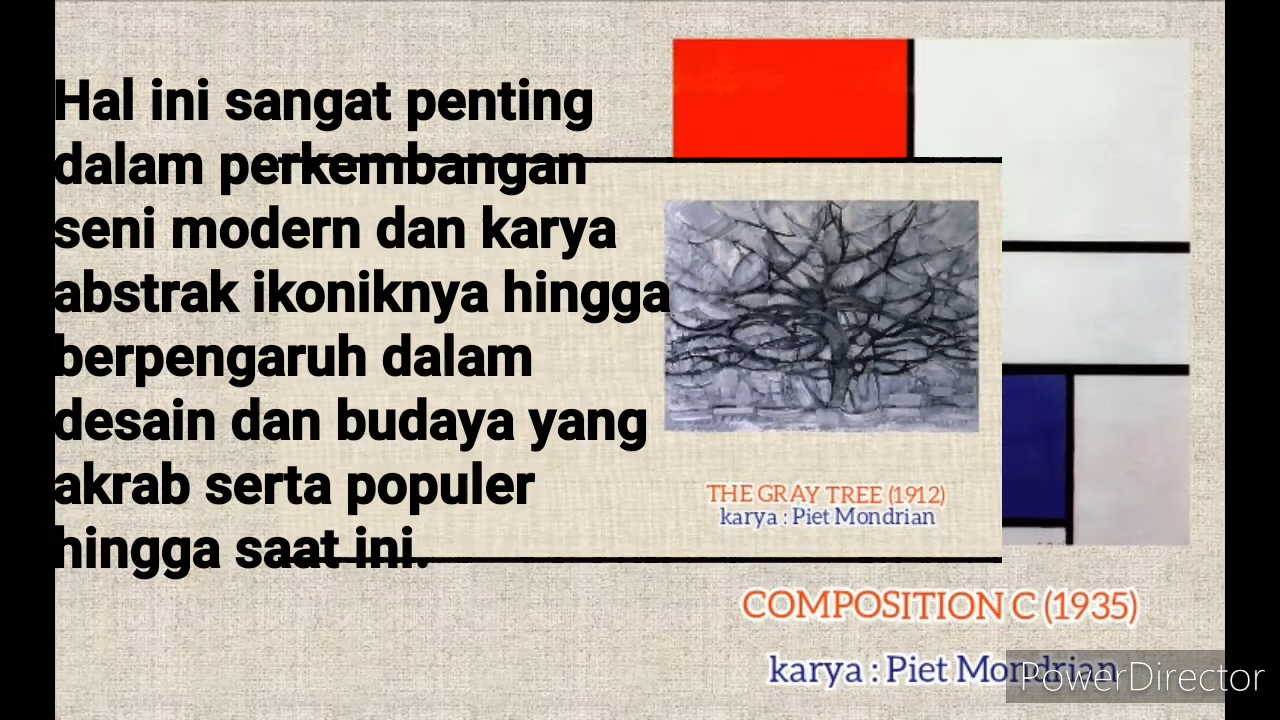 Hal ini sangat penting
dalam perkembangan
seni modern dan karya
abstrak ikoniknya hingga
berpengaruh dalam
desain dan budaya yang
akrab serta populer
hingga saat ini.
THE GRAY TREE (1912)
karya : Piet Mondrian
COMPOSITION C (1935)
karya : Piet Mondrian
PowerDirector